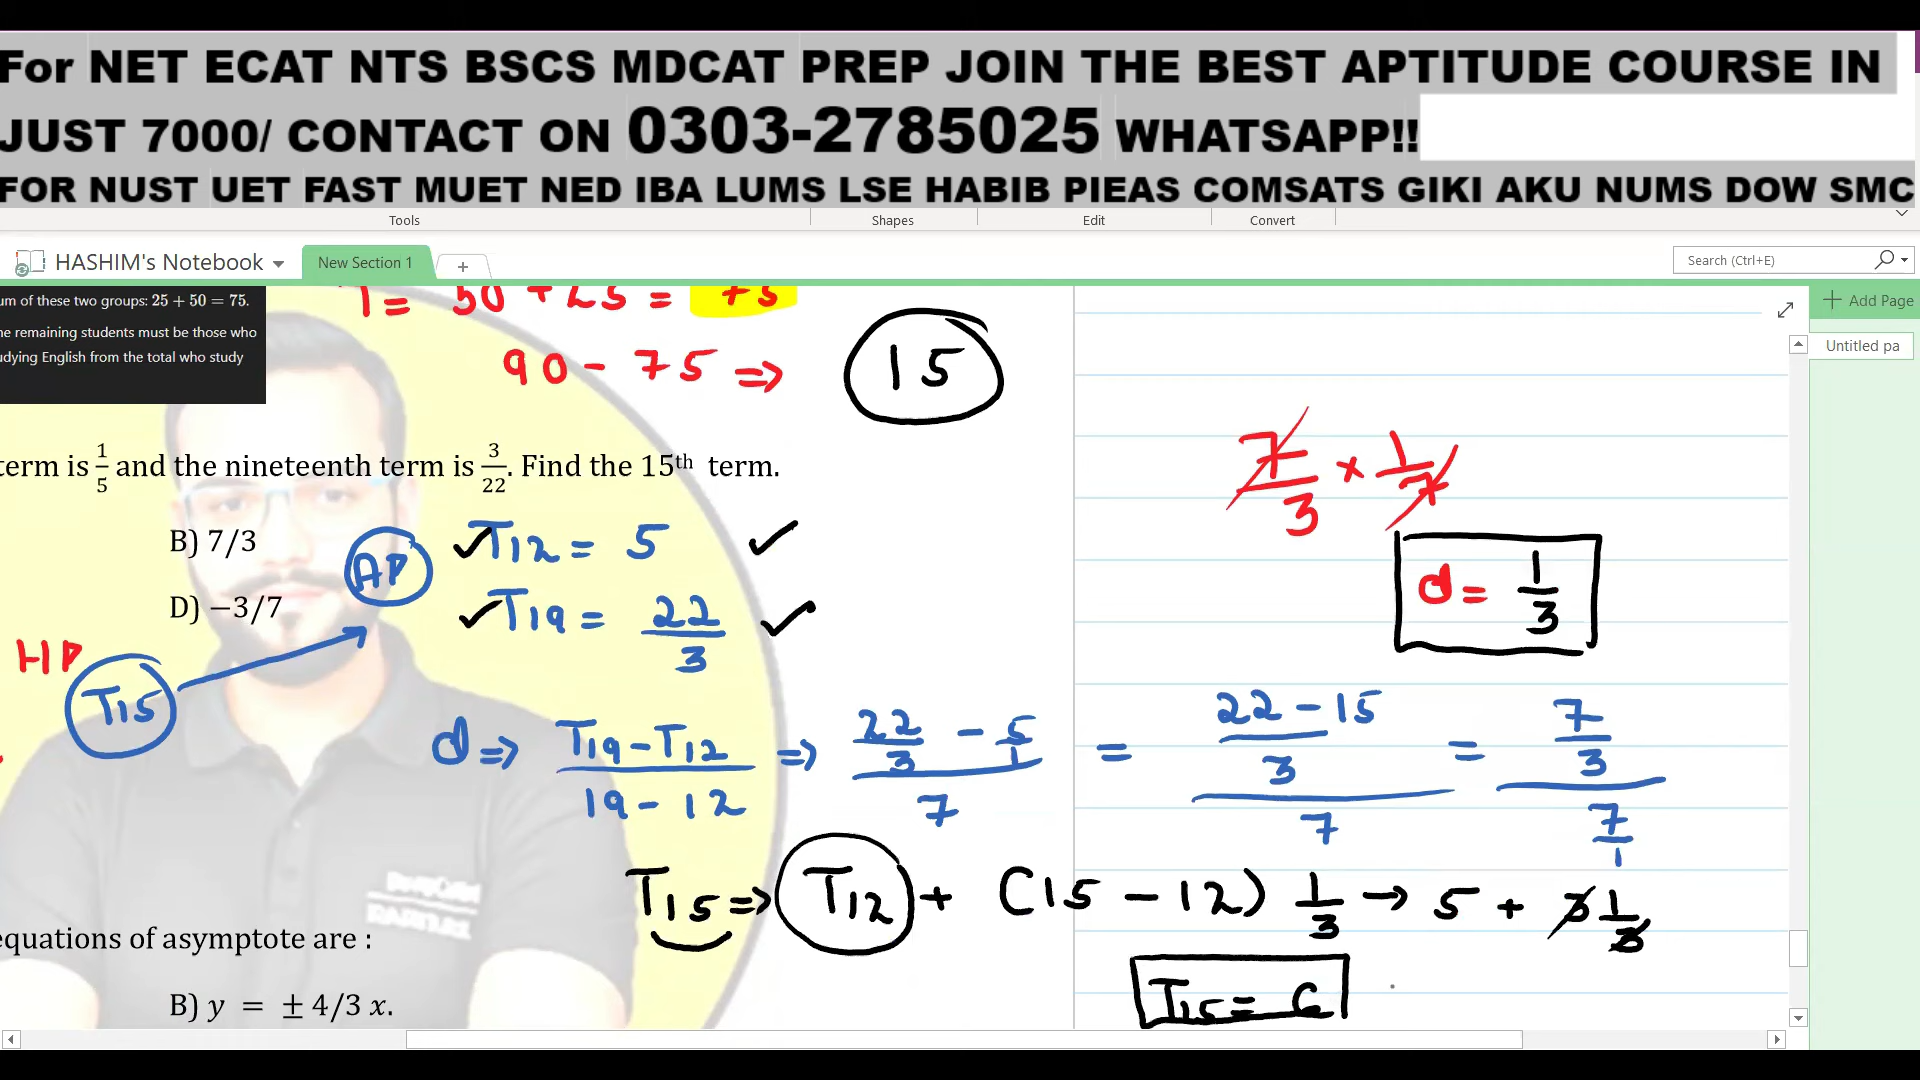 For NET ECAT NTS BSCS MDCAT PREP JOIN THE BEST APTITUDE COURSE IN
JUST 7000/ CONTACT ON 0303-2785025 WHATSAPP!!
FOR NUST UET FAST MUET NED IBA LUMS LSE HABIB PIEAS COMSATS GIKI AKU NUMS DOW SMC
Tools Shapes Edit Convert
HASHIM's Notebook New Section 1 + Search (Ctrl+E)
um of these two groups: 25 + 50 = 75.
ne remaining students must be those who
udying English from the total who study
+ Add Page
Untitled pa
= 50 + 25 =
90 - 75 ⇒ 15
term is 1/5 and the nineteenth term is 3/22. Find the 15th term.
7/3 × 1/7
B) 7/3
AP
✓T12 = 5 ✓
d = 1/3
D) −3/7
✓T19 = 22/3 ✓
HP
T15
d ⇒ (T19 - T12)/(19 - 12) ⇒ (22/3 - 5/1)/7 = ((22 - 15)/3)/7 = (7/3)/(7/1)
T15 ⇒ T12 + (15 - 12) 1/3 → 5 + 3 1/3
equations of asymptote are :
T15 = 6
B) y = ± 4/3 x.